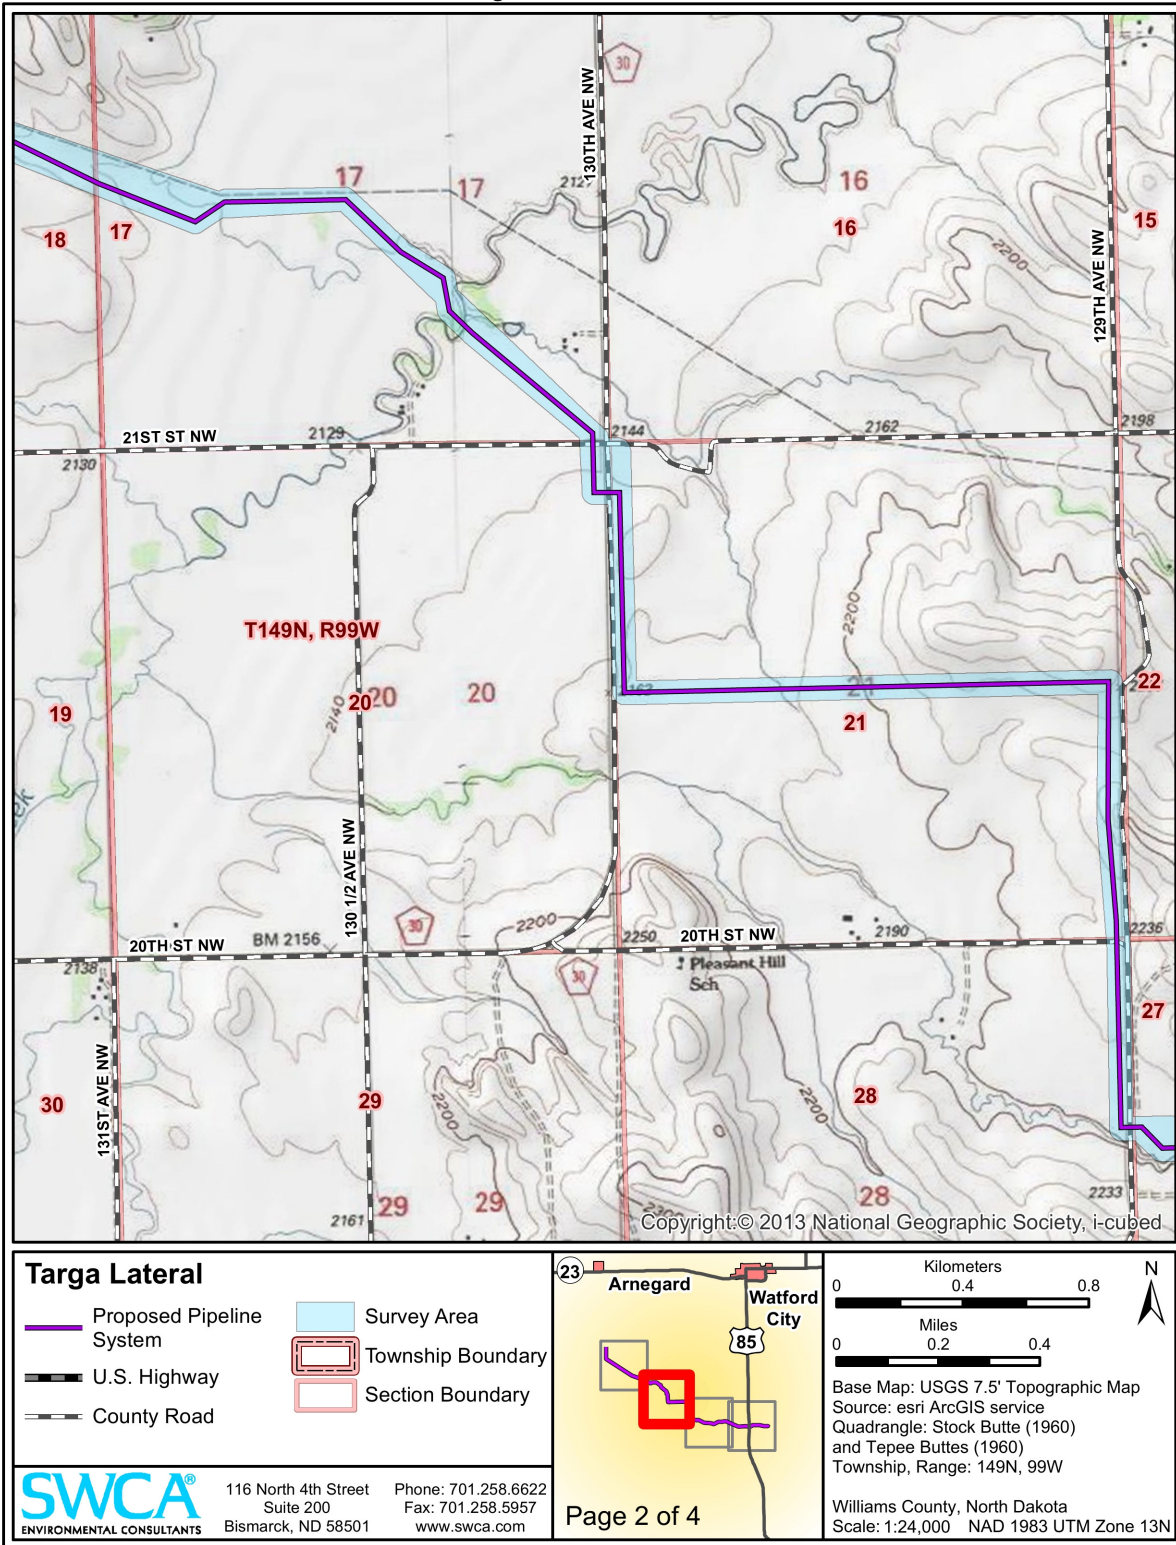 130TH AVE NW
30
17
17
2127
16
16
15
18
17
2200
129TH AVE NW
21ST ST NW
2129
2130
2144
2162
2198
T149N, R99W
2200
19
2140
20
20
20
2162
21
21
22
130 1/2 AVE NW
30
2200
20TH ST NW
BM 2156
2138
2250
20TH ST NW
2190
2236
Pleasant Hill
Sch
30
27
131ST AVE NW
30
29
2200
2200
28
29
29
28
2161
2300
2233
Copyright:© 2013 National Geographic Society, i-cubed
Targa Lateral
Proposed Pipeline
System
U.S. Highway
County Road
Survey Area
Township Boundary
Section Boundary
SWCA®
ENVIRONMENTAL CONSULTANTS
116 North 4th Street
Suite 200
Bismarck, ND 58501
Phone: 701.258.6622
Fax: 701.258.5957
www.swca.com
23
Arnegard
Watford
City
85
Page 2 of 4
Kilometers
0 0.4 0.8
Miles
0 0.2 0.4
N
Base Map: USGS 7.5' Topographic Map
Source: esri ArcGIS service
Quadrangle: Stock Butte (1960)
and Tepee Buttes (1960)
Township, Range: 149N, 99W
Williams County, North Dakota
Scale: 1:24,000 NAD 1983 UTM Zone 13N